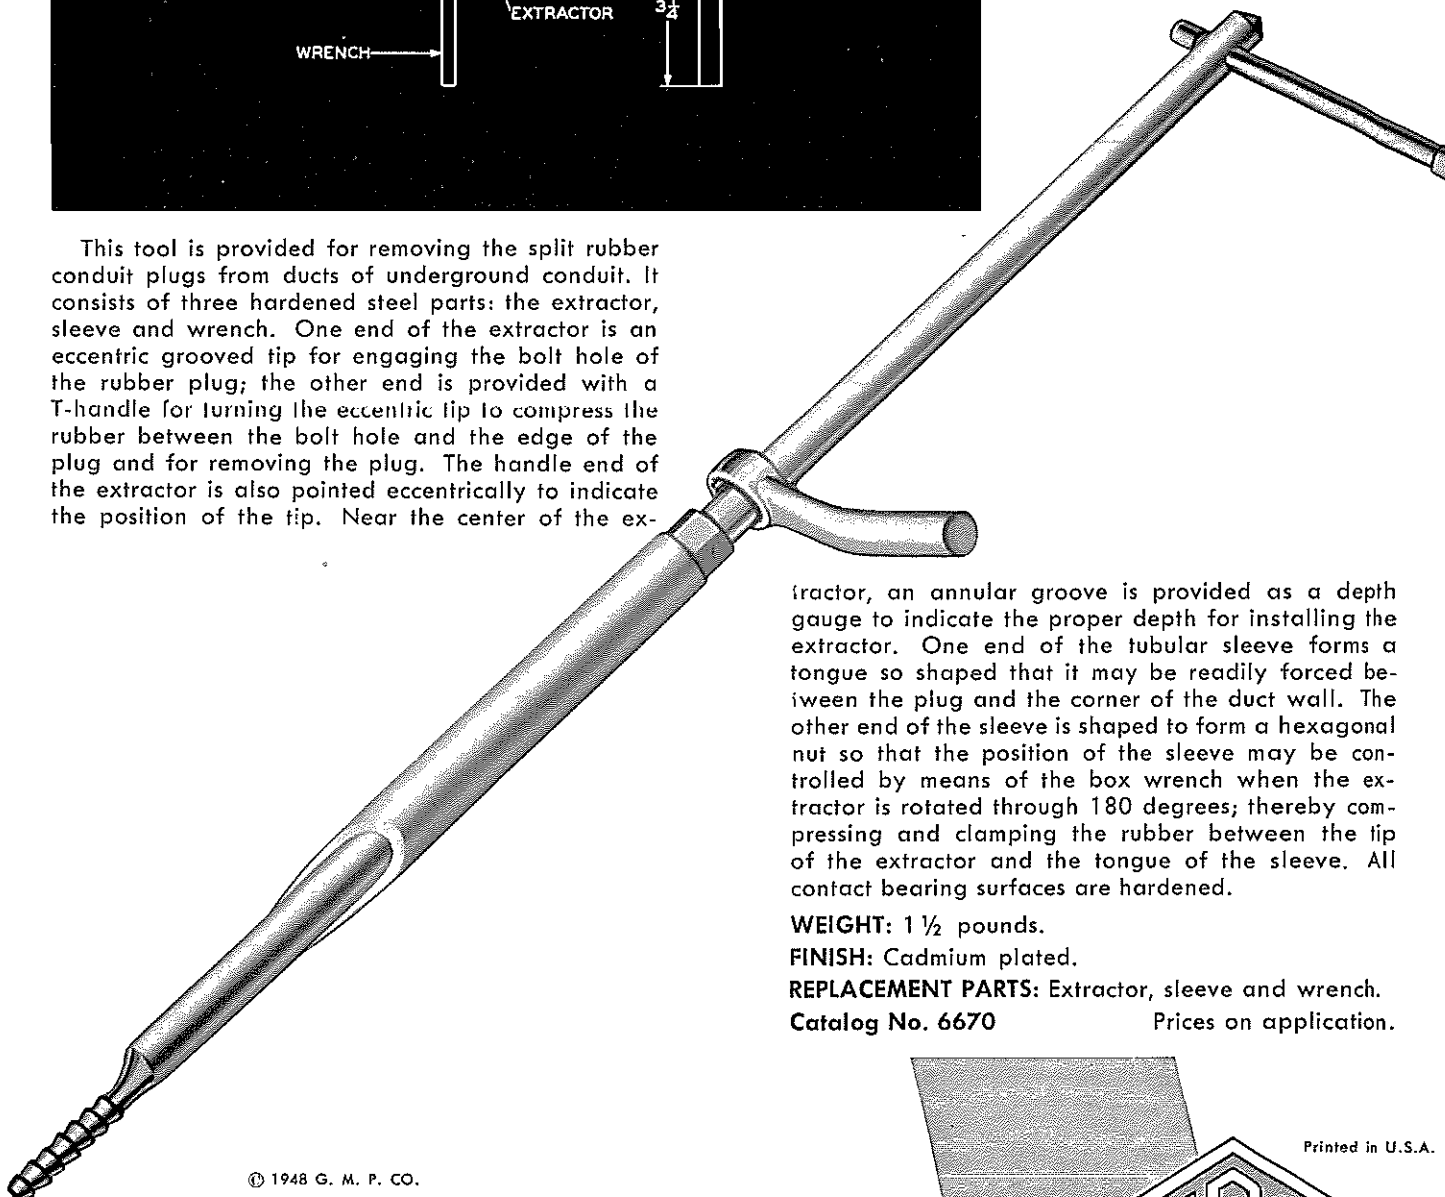 EXTRACTOR
3 1/4
WRENCH
This tool is provided for removing the split rubber
conduit plugs from ducts of underground conduit. It
consists of three hardened steel parts: the extractor,
sleeve and wrench. One end of the extractor is an
eccentric grooved tip for engaging the bolt hole of
the rubber plug; the other end is provided with a
T-handle for turning the eccentric tip to compress the
rubber between the bolt hole and the edge of the
plug and for removing the plug. The handle end of
the extractor is also pointed eccentrically to indicate
the position of the tip. Near the center of the ex-
tractor, an annular groove is provided as a depth
gauge to indicate the proper depth for installing the
extractor. One end of the tubular sleeve forms a
tongue so shaped that it may be readily forced be-
tween the plug and the corner of the duct wall. The
other end of the sleeve is shaped to form a hexagonal
nut so that the position of the sleeve may be con-
trolled by means of the box wrench when the ex-
tractor is rotated through 180 degrees; thereby com-
pressing and clamping the rubber between the tip
of the extractor and the tongue of the sleeve. All
contact bearing surfaces are hardened.
WEIGHT: 1 ½ pounds.
FINISH: Cadmium plated.
REPLACEMENT PARTS: Extractor, sleeve and wrench.
Catalog No. 6670 Prices on application.
Printed in U.S.A.
© 1948 G. M. P. CO.